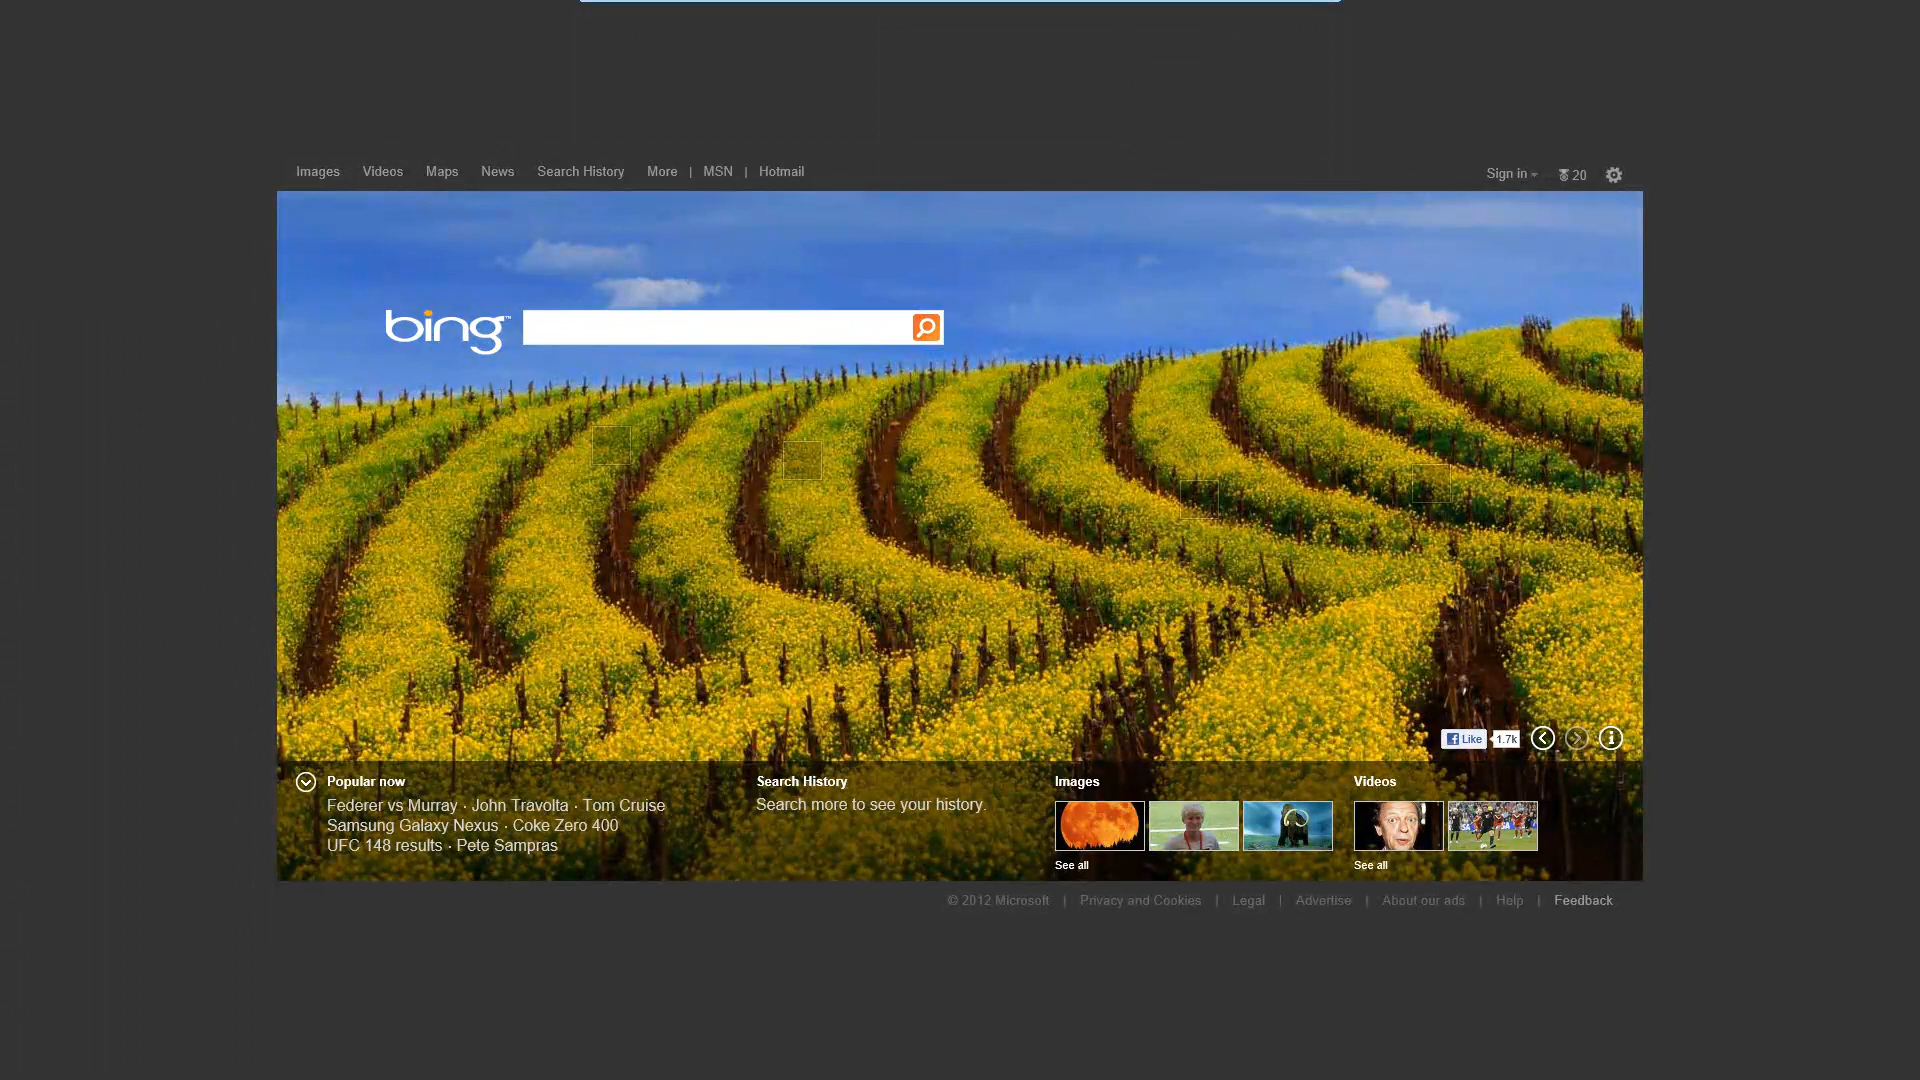 Images Videos Maps News Search History More | MSN | Hotmail
Sign in 20
bing™
Like 1.7k
Popular now
Federer vs Murray · John Travolta · Tom Cruise
Samsung Galaxy Nexus · Coke Zero 400
UFC 148 results · Pete Sampras
Search History
Search more to see your history.
Images
See all
Videos
See all
© 2012 Microsoft | Privacy and Cookies | Legal | Advertise | About our ads | Help | Feedback